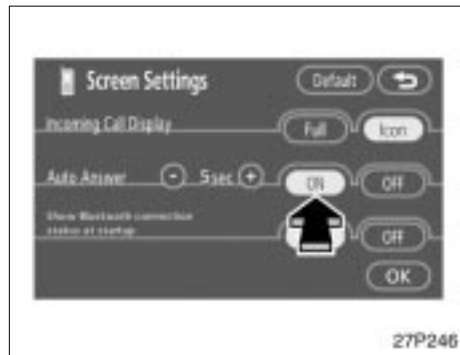 Screen Settings Default
Incoming Call Display Full Icon
Auto Answer - 5sec + ON OFF
Show Bluetooth connection
status at startup OFF
OK
27P246